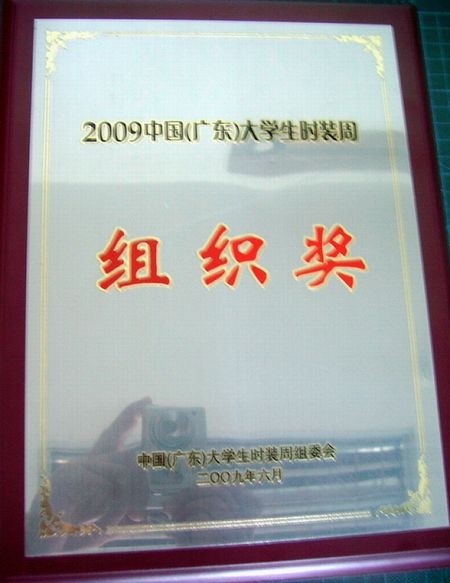 2009中国(广东)大学生时装周
组织奖
中国(广东)大学生时装周组委会
二〇〇九年六月